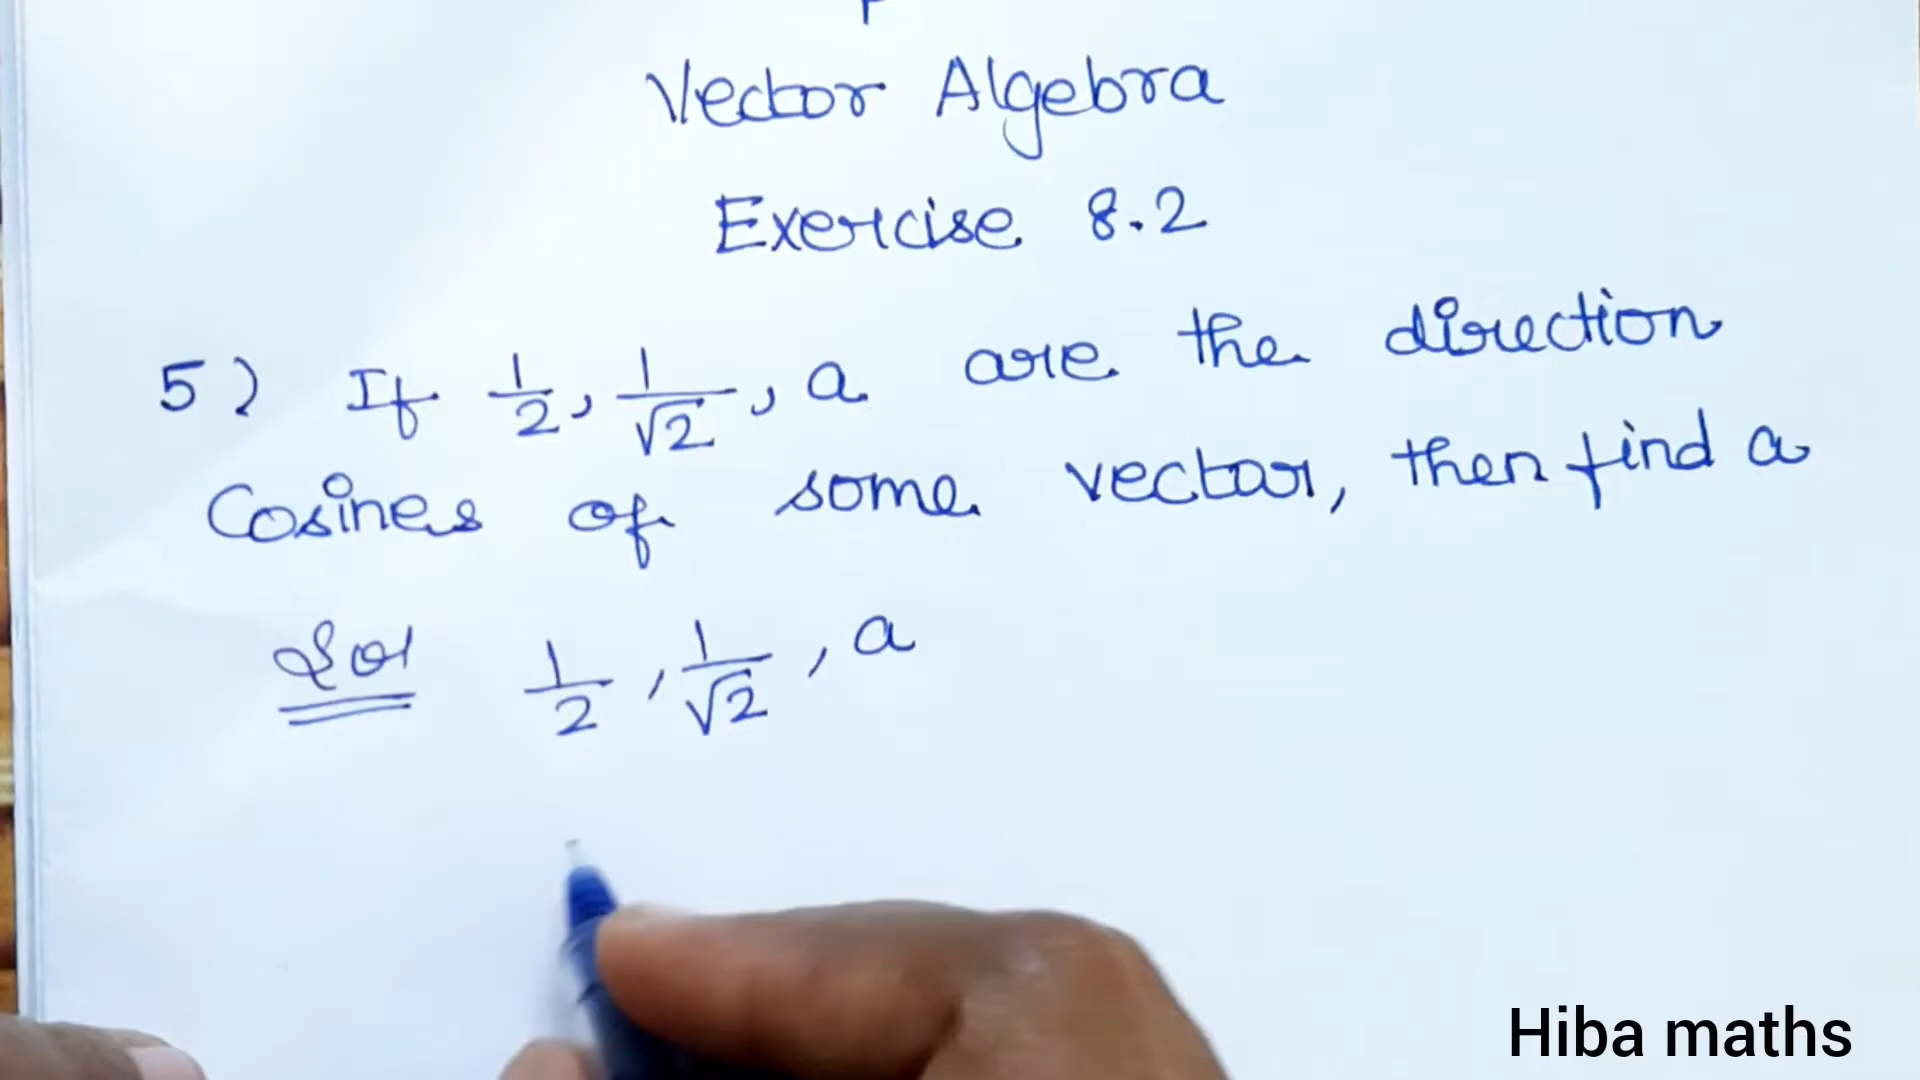 Vector Algebra
Exercise 8.2
5) If 1/2, 1/√2, a are the direction
Cosines of some vector, then find a
Sol 1/2, 1/√2, a
Hiba maths